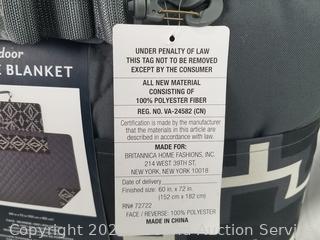 door
BLANKET
UNDER PENALTY OF LAW
THIS TAG NOT TO BE REMOVED
EXCEPT BY THE CONSUMER
ALL NEW MATERIAL
CONSISTING OF
100% POLYESTER FIBER
REG. NO. VA-24582 (CN)
Certification is made by the manufacturer
that the materials in this article are
described in accordance with law.
MADE BY:
BRITANNICA HOME FASHIONS, INC.
214 WEST 39TH ST.
NEW YORK, NEW YORK 10018
Date of delivery
Finished size: 60 in. x 72 in.
(152 cm x 182 cm)
RN# 72722
FACE / REVERSE: 100% POLYESTER
MADE IN CHINA
Copyright